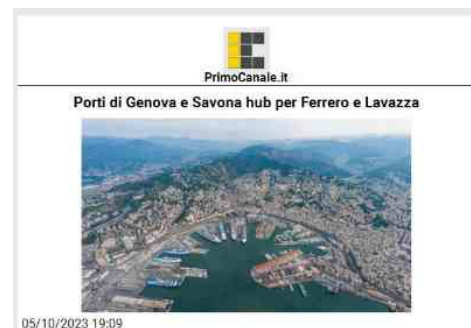 PrimoCanale.it
Porti di Genova e Savona hub per Ferrero e Lavazza
05/10/2023 19:09